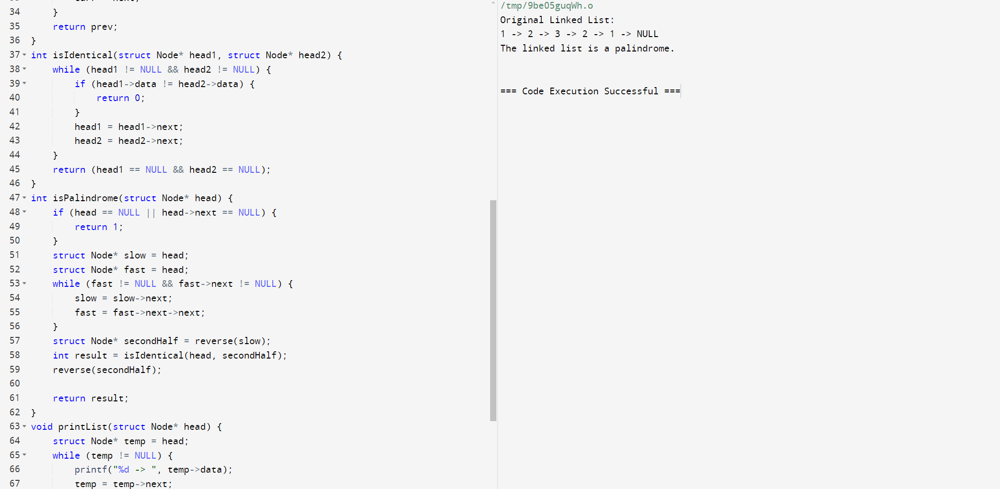 34         }
35     return prev;
36 }
37 int isIdentical(struct Node* head1, struct Node* head2) {
38     while (head1 != NULL && head2 != NULL) {
39         if (head1->data != head2->data) {
40             return 0;
41         }
42         head1 = head1->next;
43         head2 = head2->next;
44     }
45     return (head1 == NULL && head2 == NULL);
46 }
47 int isPalindrome(struct Node* head) {
48     if (head == NULL || head->next == NULL) {
49         return 1;
50     }
51     struct Node* slow = head;
52     struct Node* fast = head;
53     while (fast != NULL && fast->next != NULL) {
54         slow = slow->next;
55         fast = fast->next->next;
56     }
57     struct Node* secondHalf = reverse(slow);
58     int result = isIdentical(head, secondHalf);
59     reverse(secondHalf);
60
61     return result;
62 }
63 void printList(struct Node* head) {
64     struct Node* temp = head;
65     while (temp != NULL) {
66         printf("%d -> ", temp->data);
67         temp = temp->next;
/tmp/9be05guqWh.o
Original Linked List:
1 -> 2 -> 3 -> 2 -> 1 -> NULL
The linked list is a palindrome.
=== Code Execution Successful ===